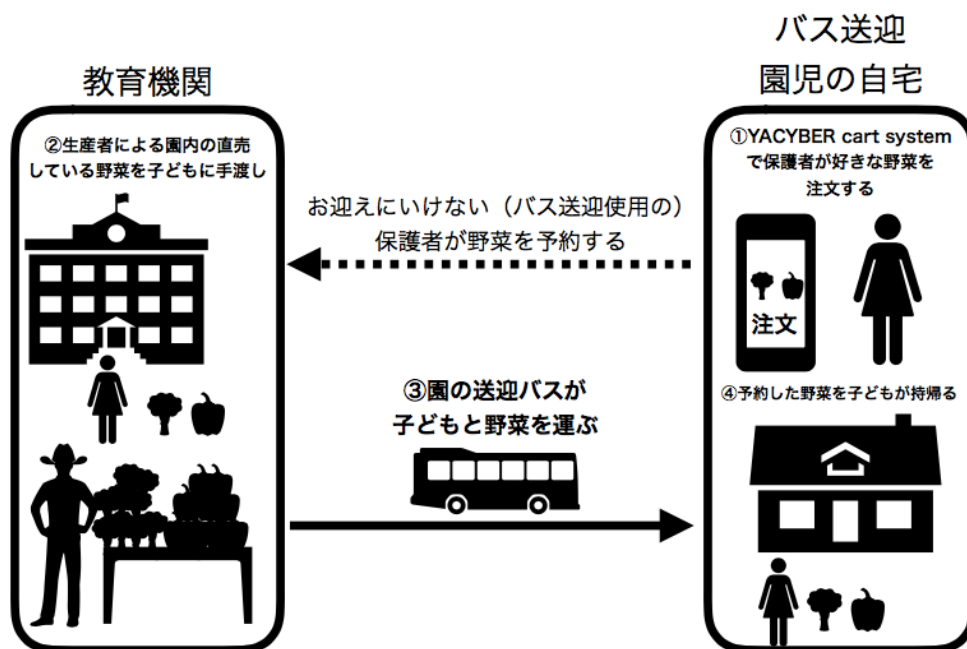 教育機関
②生産者による園内の直売
している野菜を子どもに手渡し
お迎えにいけない（バス送迎使用の）
保護者が野菜を予約する
③園の送迎バスが
子どもと野菜を運ぶ
バス送迎
園児の自宅
①YACYBER cart system
で保護者が好きな野菜を
注文する
注文
④予約した野菜を子どもが持帰る